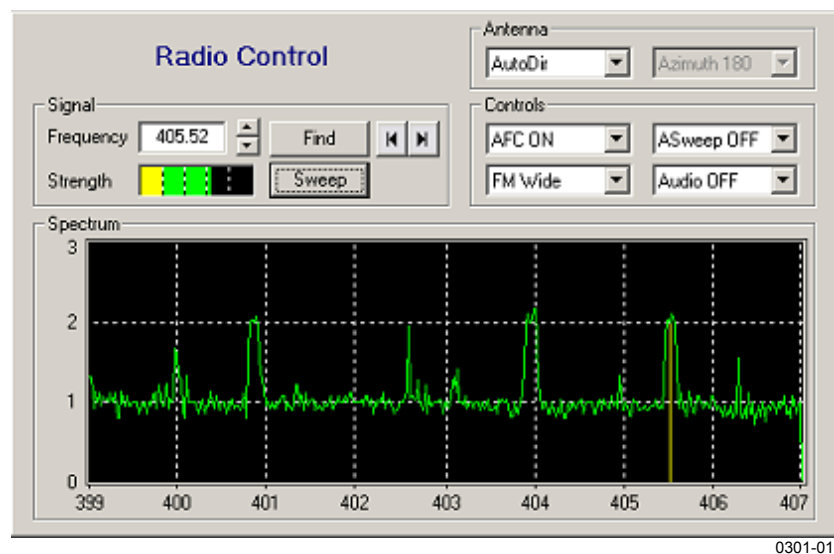 Radio Control
Antenna
AutoDir
Azimuth 180
Signal
Frequency 405.52 Find
Strength Sweep
Controls
AFC ON ASweep OFF
FM Wide Audio OFF
Spectrum
3
2
1
0
399 400 401 402 403 404 405 406 407
0301-01